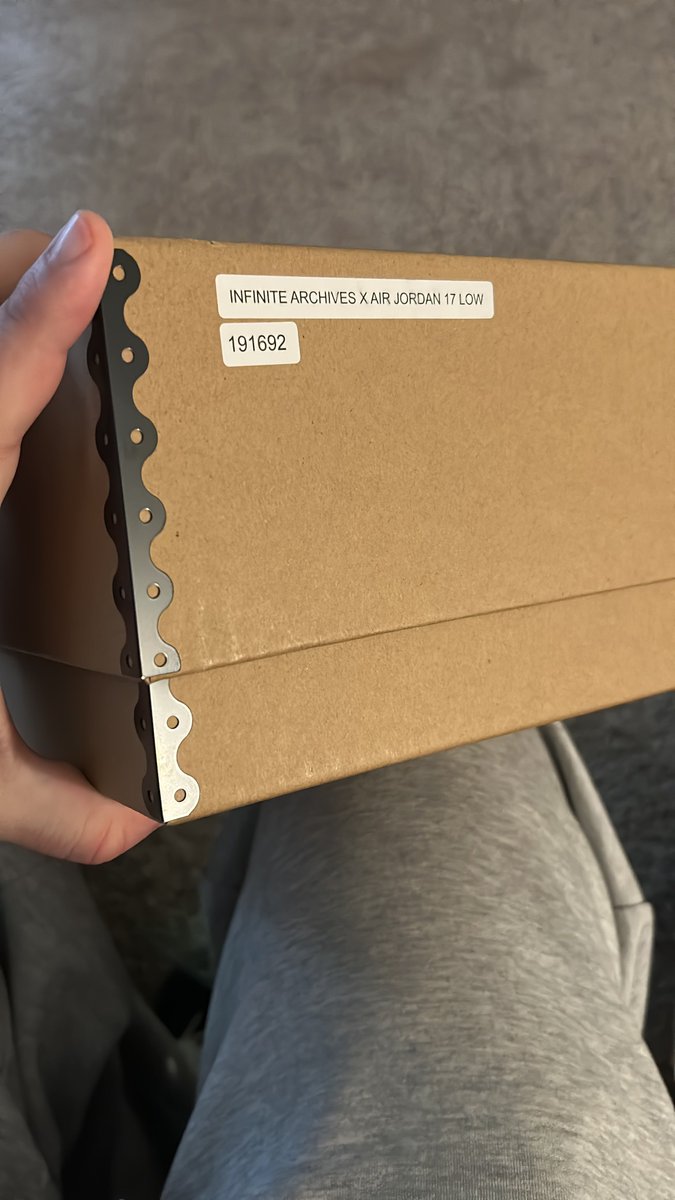 INFINITE ARCHIVES X AIR JORDAN 17 LOW
191692